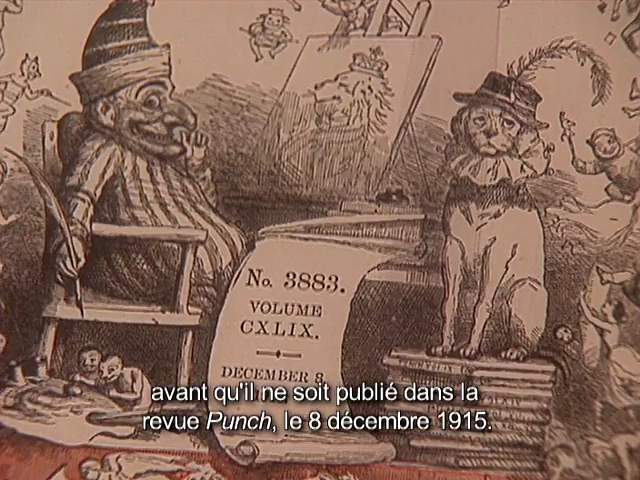 No. 3883.
VOLUME
CXLIX.
DECEMBER 8
avant qu'il ne soit publié dans la
revue Punch, le 8 décembre 1915.